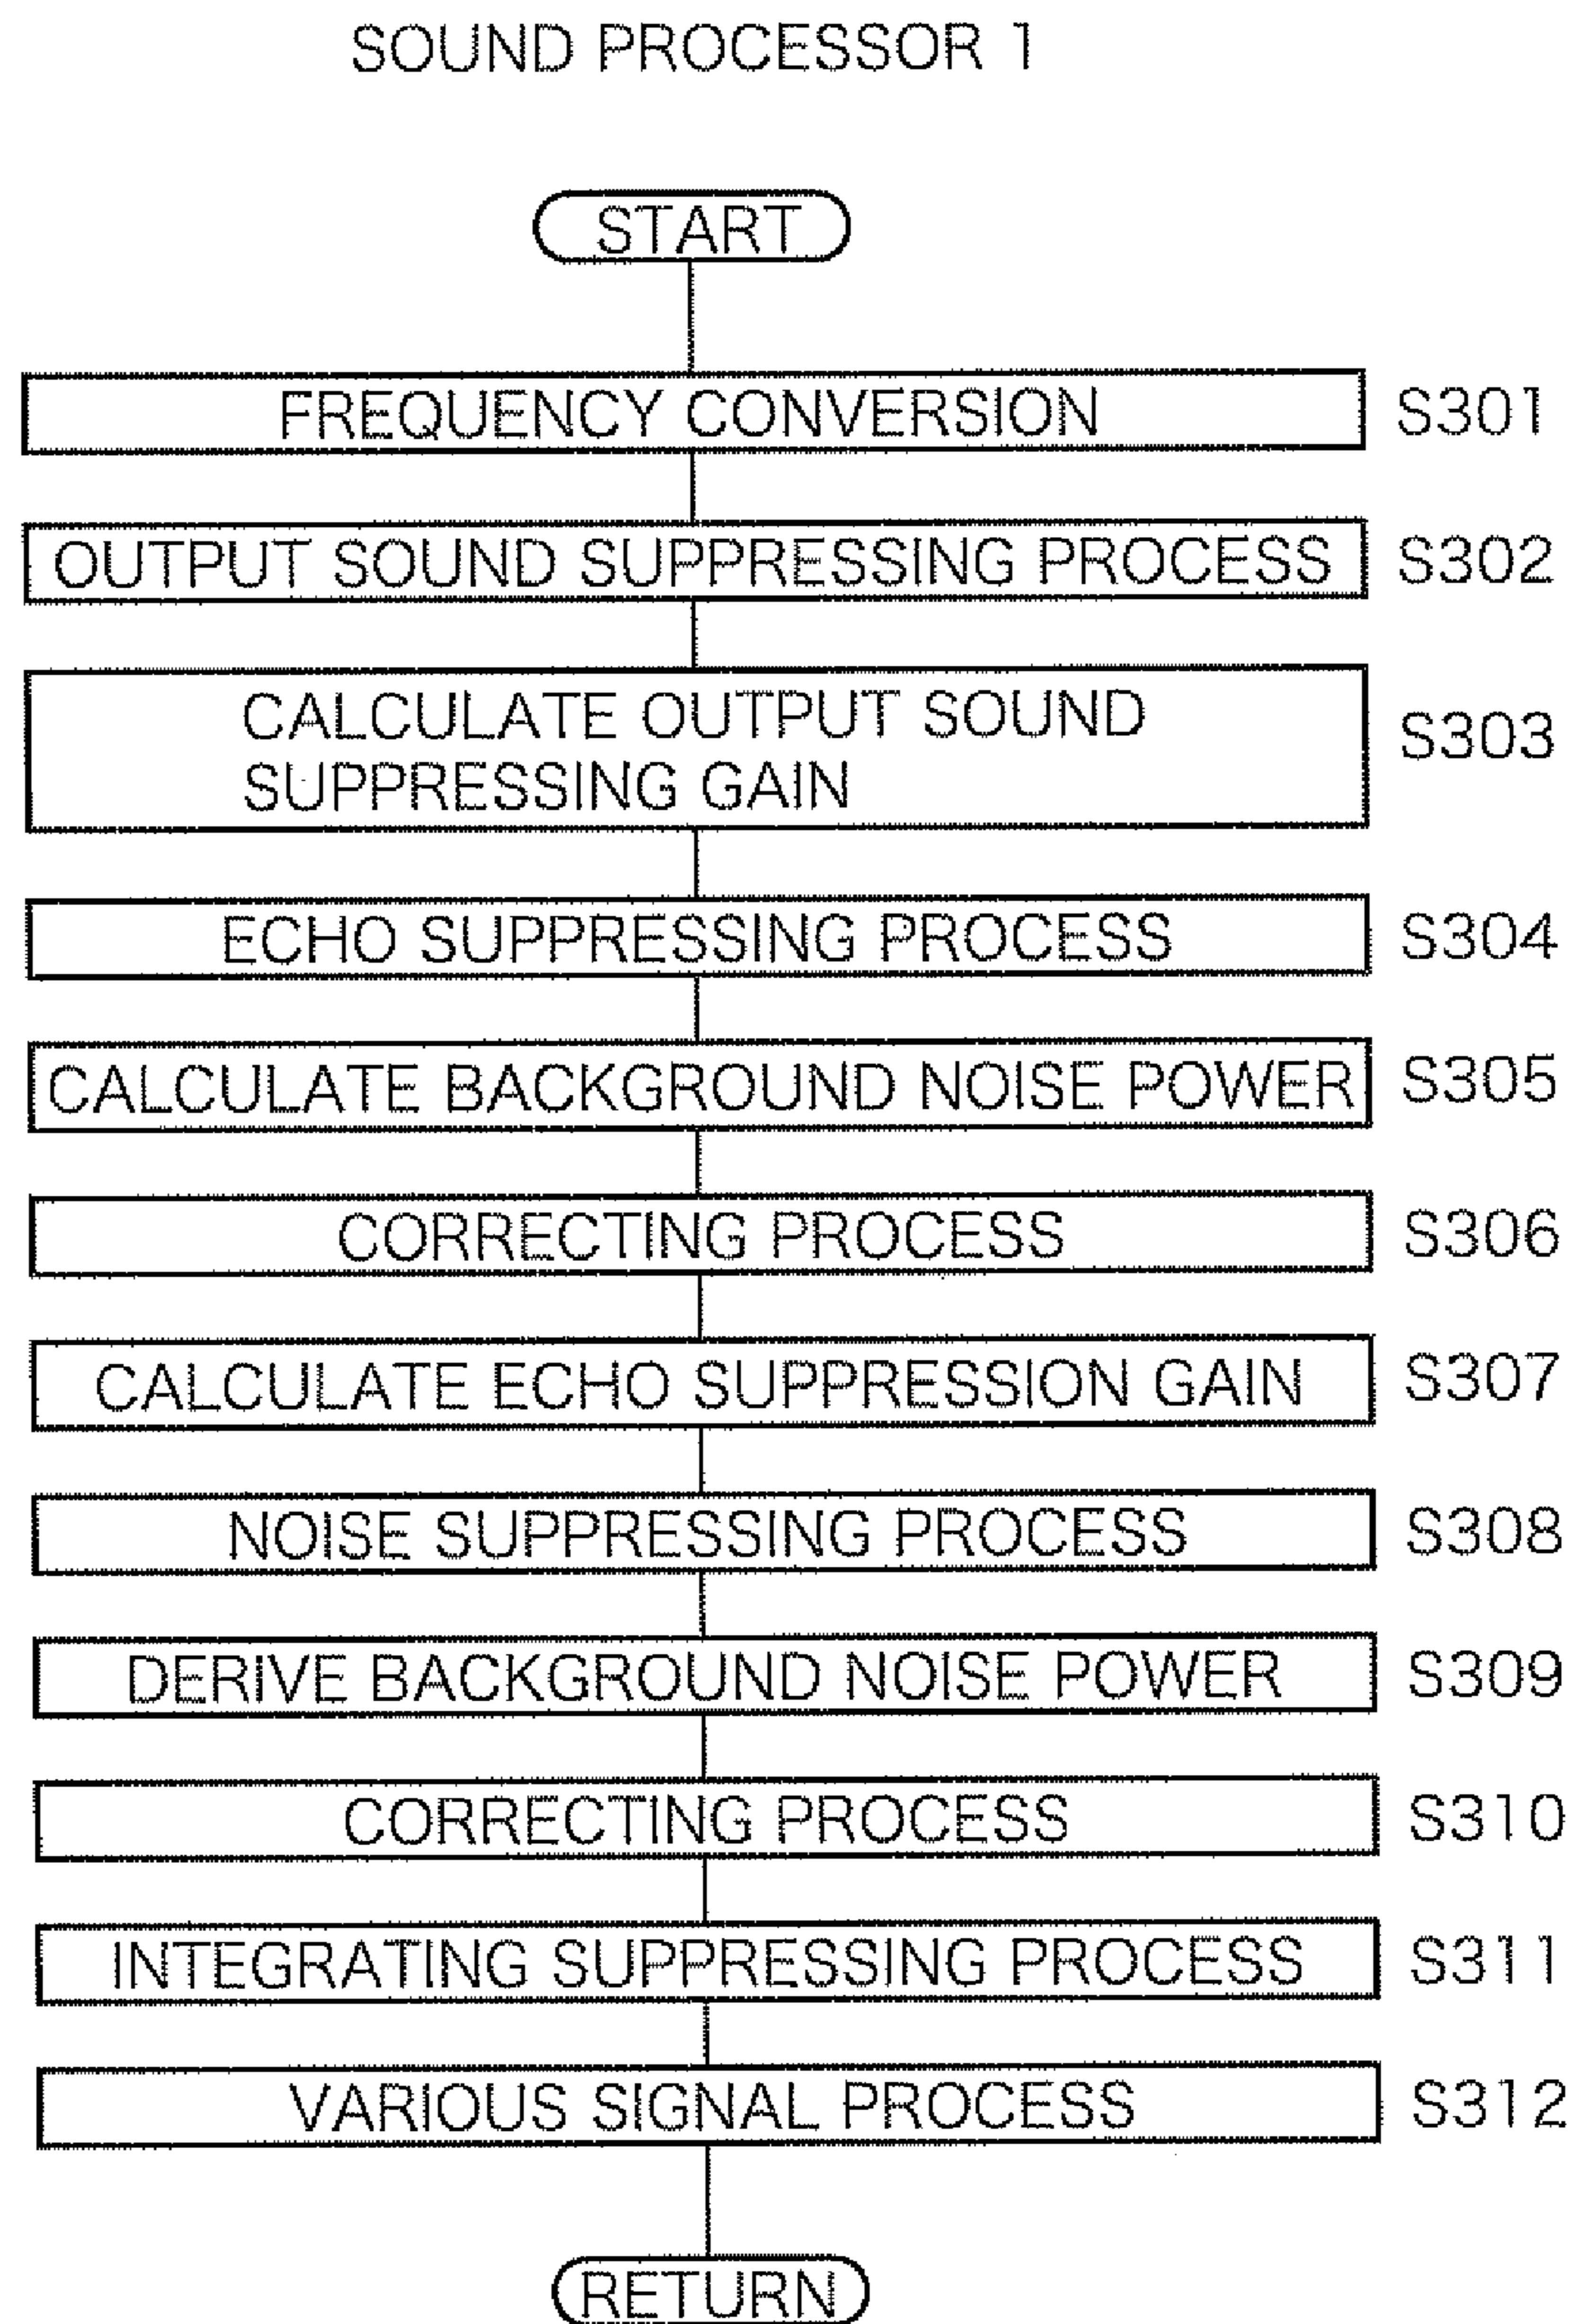 SOUND PROCESSOR 1
START
FREQUENCY CONVERSION S301
OUTPUT SOUND SUPPRESSING PROCESS S302
CALCULATE OUTPUT SOUND
SUPPRESSING GAIN S303
ECHO SUPPRESSING PROCESS S304
CALCULATE BACKGROUND NOISE POWER S305
CORRECTING PROCESS S306
CALCULATE ECHO SUPPRESSION GAIN S307
NOISE SUPPRESSING PROCESS S308
DERIVE BACKGROUND NOISE POWER S309
CORRECTING PROCESS S310
INTEGRATING SUPPRESSING PROCESS S311
VARIOUS SIGNAL PROCESS S312
RETURN